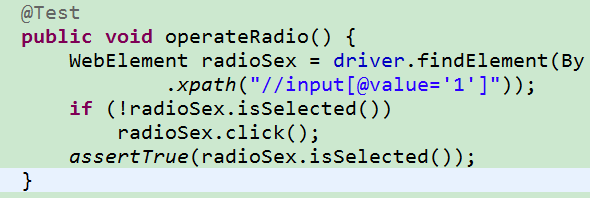 @Test
public void operateRadio() {
WebElement radioSex = driver.findElement(By
.xpath("//input[@value='1']"));
if (!radioSex.isSelected())
radioSex.click();
assertTrue(radioSex.isSelected());
}